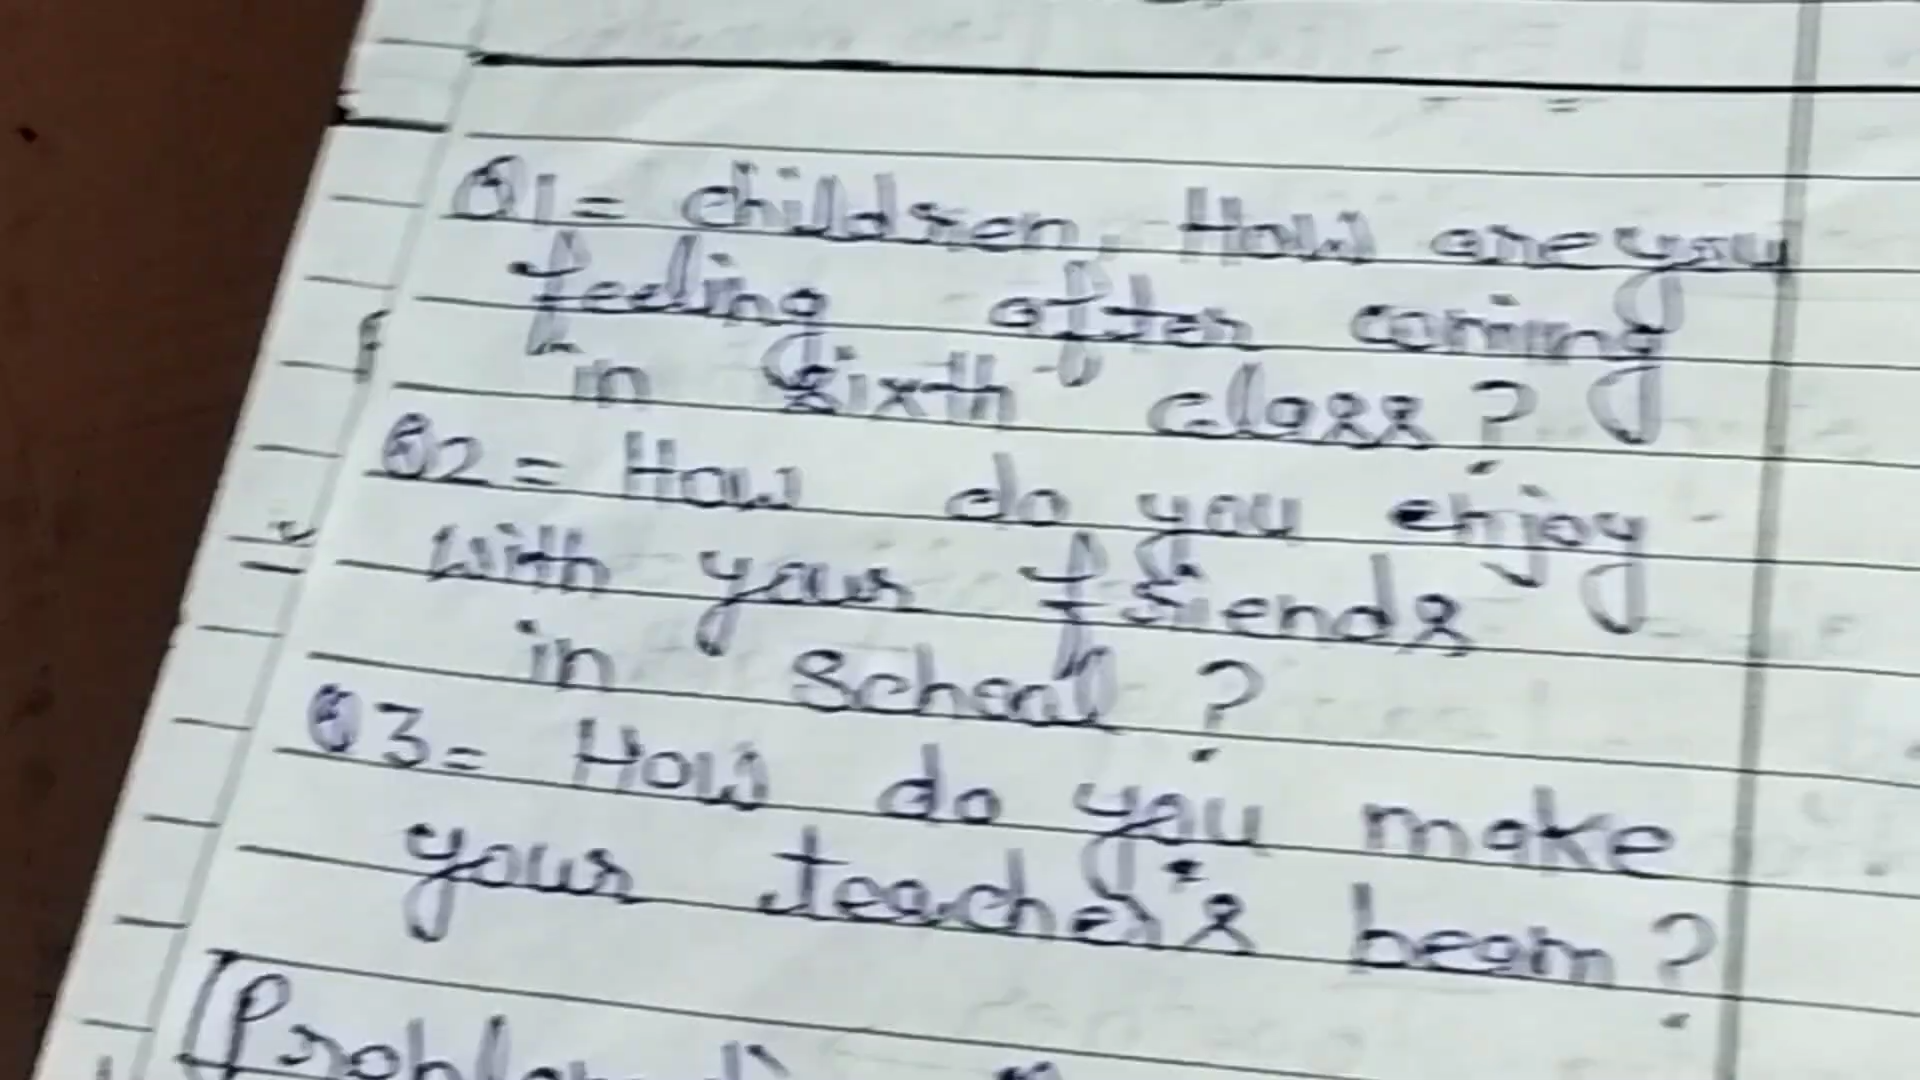 Q1= children, How are you
feeling after coming
in sixth class?
Q2= How do you enjoy
with your friends
in school?
Q3= How do you make
your teacher's beam?